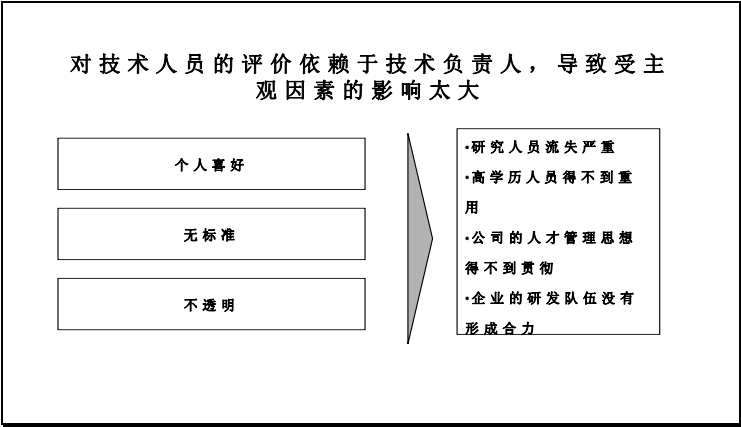 对技术人员的评价依赖于技术负责人，导致受主
观因素的影响太大
个人喜好
无标准
不透明
•研究人员流失严重
•高学历人员得不到重
用
•公司的人才管理思想
得不到贯彻
•企业的研发队伍没有
形成合力